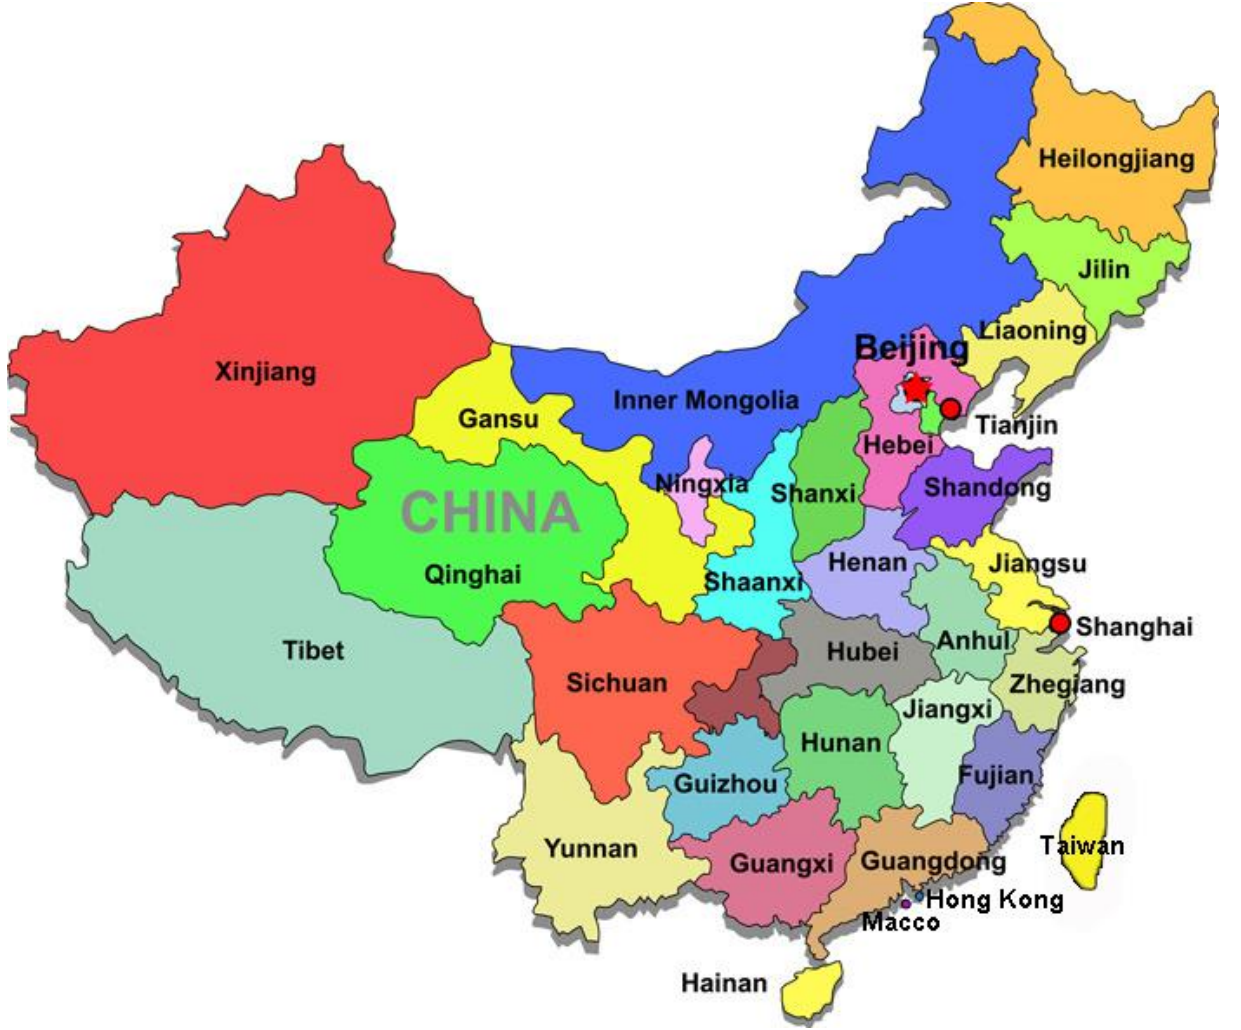 Heilongjiang
Jilin
Liaoning
Beijing
Xinjiang
Inner Mongolia
Gansu
Tianjin
Hebei
Ningxia
Shanxi
Shandong
CHINA
Qinghai
Shaanxi
Henan
Jiangsu
Shanghai
Tibet
Hubei
Anhul
Sichuan
Zhegiang
Jiangxi
Hunan
Fujian
Guizhou
Taiwan
Yunnan
Guangxi
Guangdong
Hong Kong
Macco
Hainan